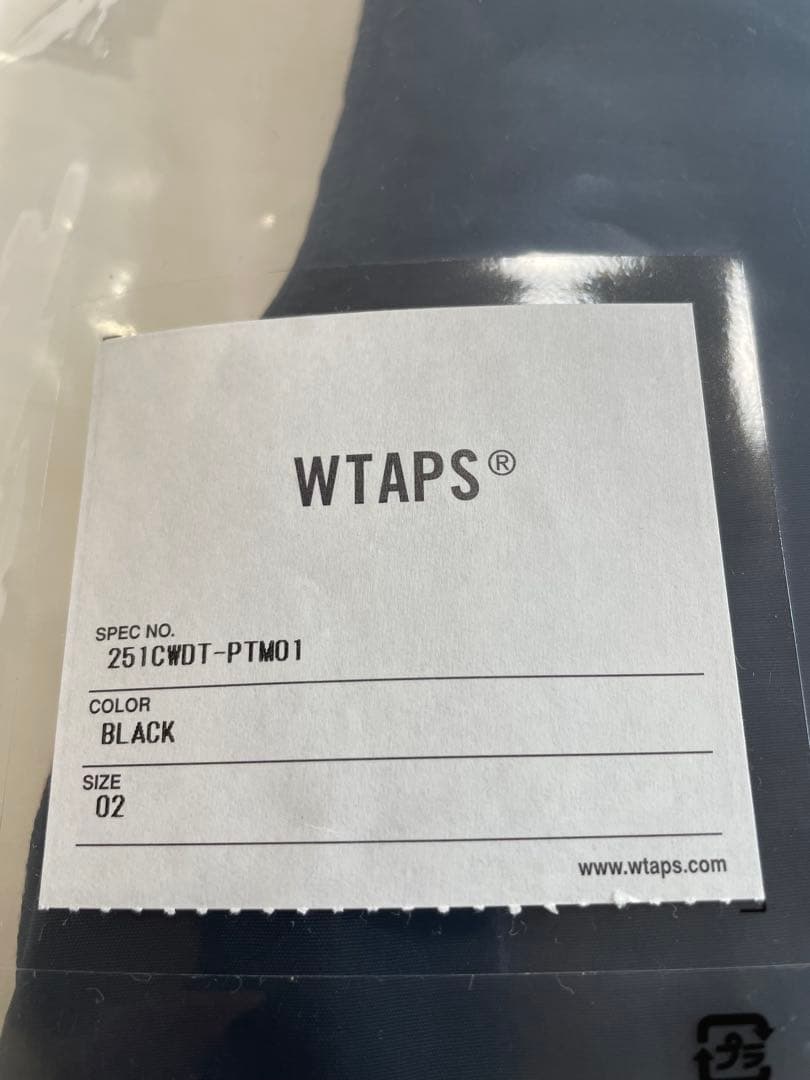 WTAPS®
SPEC NO.
251CWDT-PTM01
COLOR
BLACK
SIZE
02
www.wtaps.com
プラ